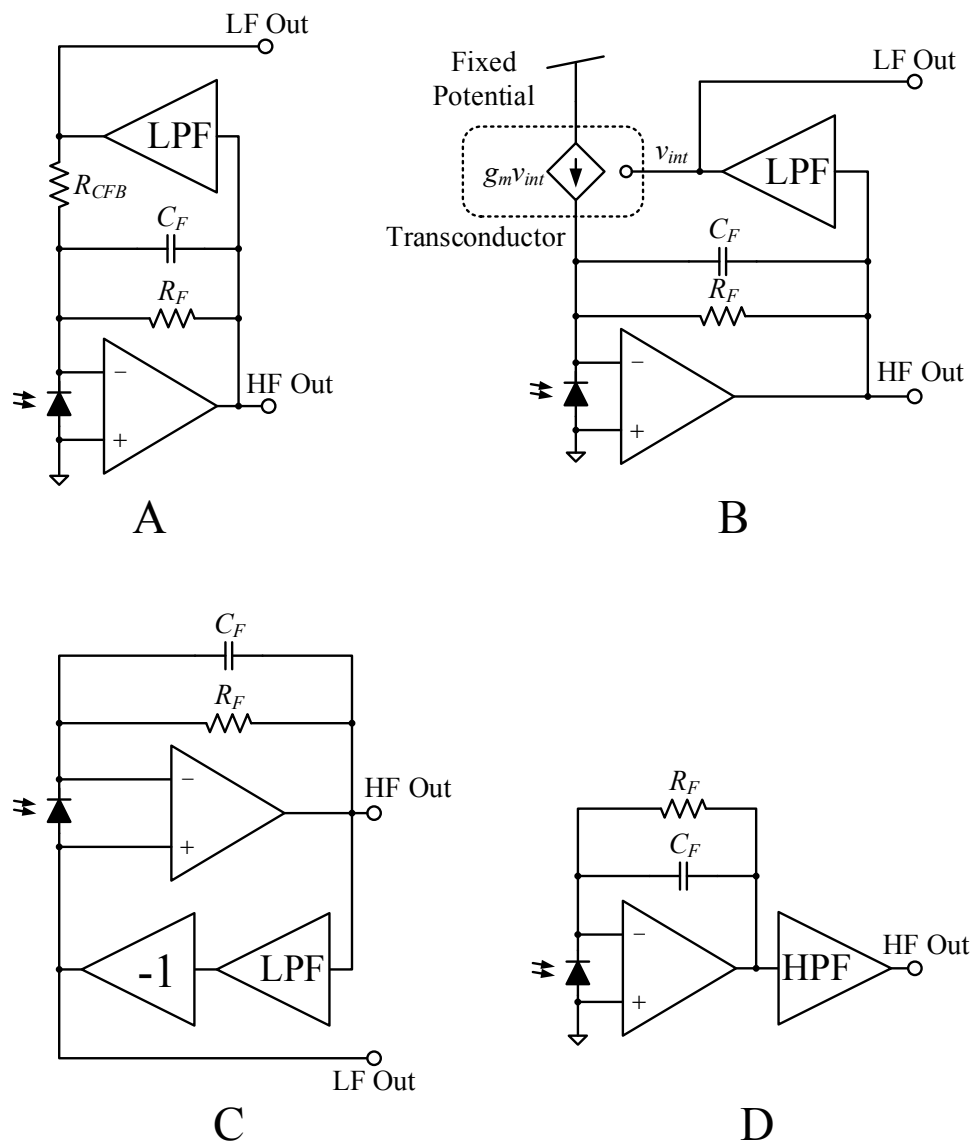 LF Out
LPF
R_CFB
C_F
R_F
−
+
HF Out
A
Fixed
Potential
LF Out
v_int
g_m v_int
LPF
Transconductor
C_F
R_F
−
+
HF Out
B
C_F
R_F
−
+
HF Out
-1
LPF
LF Out
C
R_F
C_F
−
+
HPF
HF Out
D